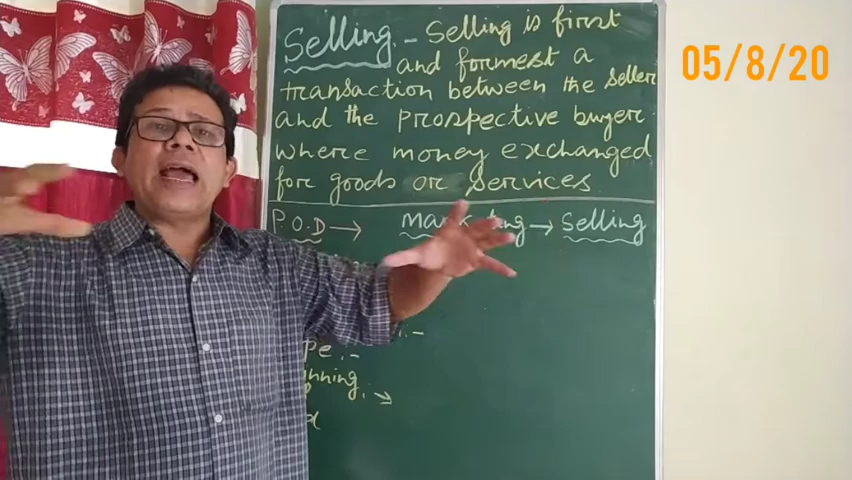 Selling.- Selling is first
and formest a
transaction between the seller
and the prospective buyer
where money exchanged
for goods or services
P.O.D → → Selling
.-
.-
nning. →
05/8/20